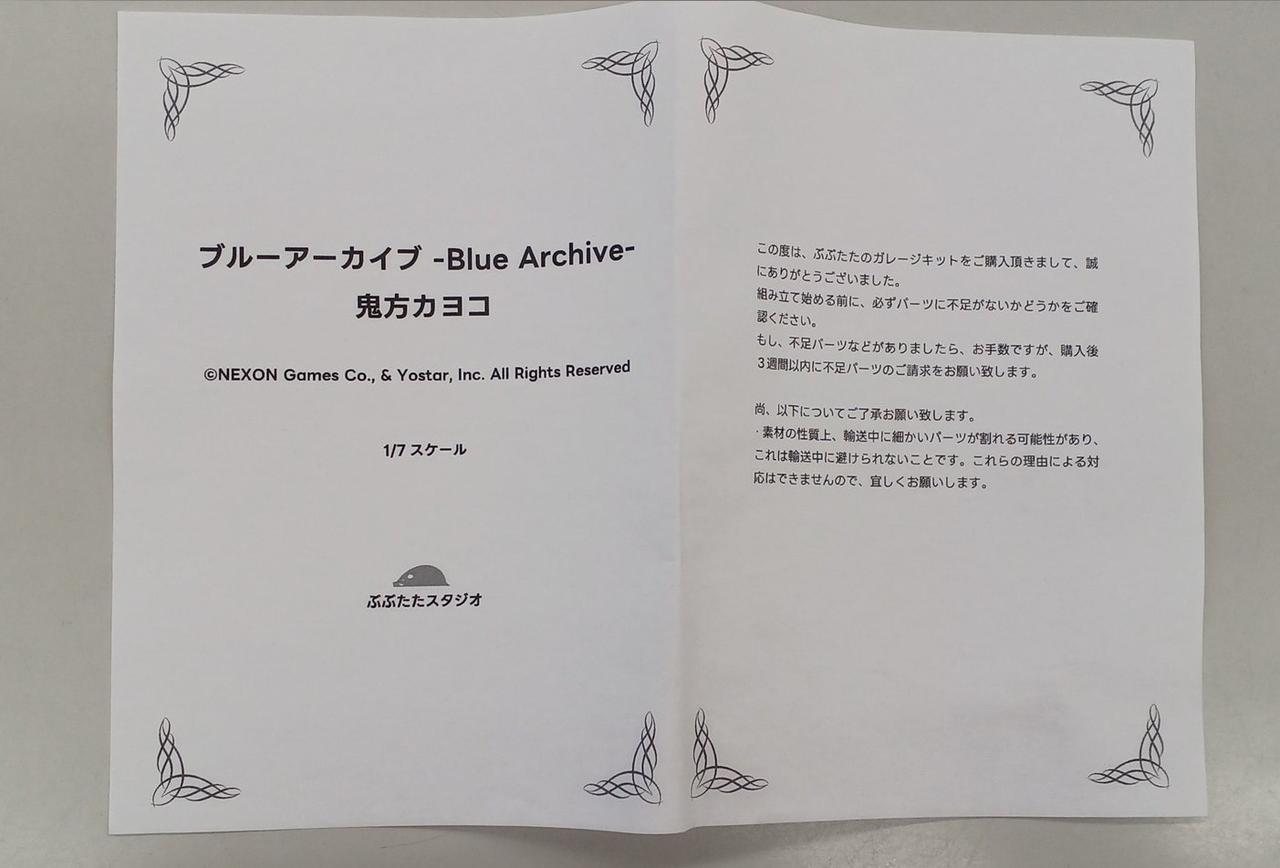 ブルーアーカイブ -Blue Archive-
鬼方カヨコ
©NEXON Games Co., & Yostar, Inc. All Rights Reserved
1/7 スケール
ぶぶたたスタジオ
この度は、ぶぶたたのガレージキットをご購入頂きまして、誠
にありがとうございました。
組み立て始める前に、必ずパーツに不足がないかどうかをご確
認ください。
もし、不足パーツなどがありましたら、お手数ですが、購入後
３週間以内に不足パーツのご請求をお願い致します。
尚、以下についてご了承お願い致します。
・素材の性質上、輸送中に細かいパーツが割れる可能性があり、
これは輸送中に避けられないことです。これらの理由による対
応はできませんので、宜しくお願いします。